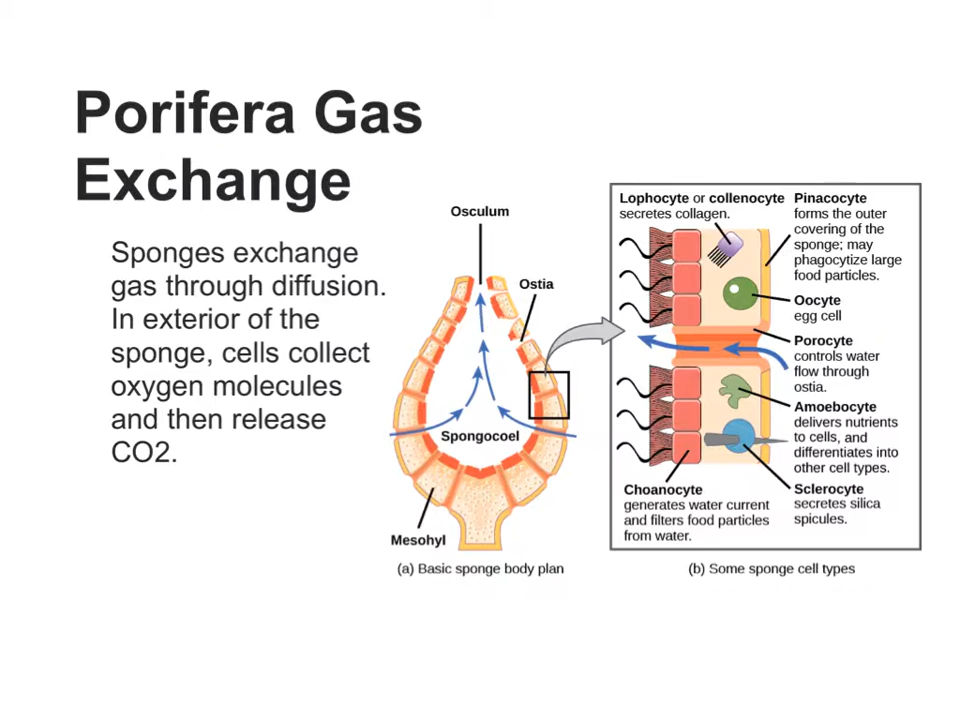 Porifera Gas
Exchange
Sponges exchange
gas through diffusion.
In exterior of the
sponge, cells collect
oxygen molecules
and then release
CO2.
Osculum
Ostia
Spongocoel
Mesohyl
(a) Basic sponge body plan
Lophocyte or collenocyte
secretes collagen.
Pinacocyte
forms the outer
covering of the
sponge; may
phagocytize large
food particles.
Oocyte
egg cell
Porocyte
controls water
flow through
ostia.
Amoebocyte
delivers nutrients
to cells, and
differentiates into
other cell types.
Sclerocyte
secretes silica
spicules.
Choanocyte
generates water current
and filters food particles
from water.
(b) Some sponge cell types